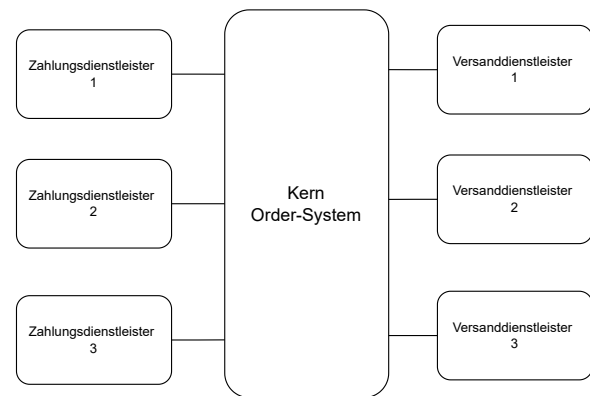 Zahlungsdienstleister
1
Zahlungsdienstleister
2
Zahlungsdienstleister
3
Kern
Order-System
Versanddienstleister
1
Versanddienstleister
2
Versanddienstleister
3